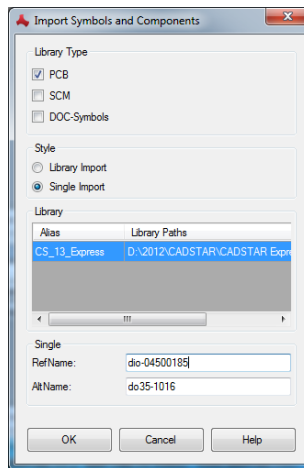 Import Symbols and Components
Library Type
PCB
SCM
DOC-Symbols
Style
Library Import
Single Import
Library
Alias Library Paths
CS_13_Express D:\2012\CADSTAR\CADSTAR Expre
Single
RefName: dio-04500185
AltName: do35-1016
OK Cancel Help